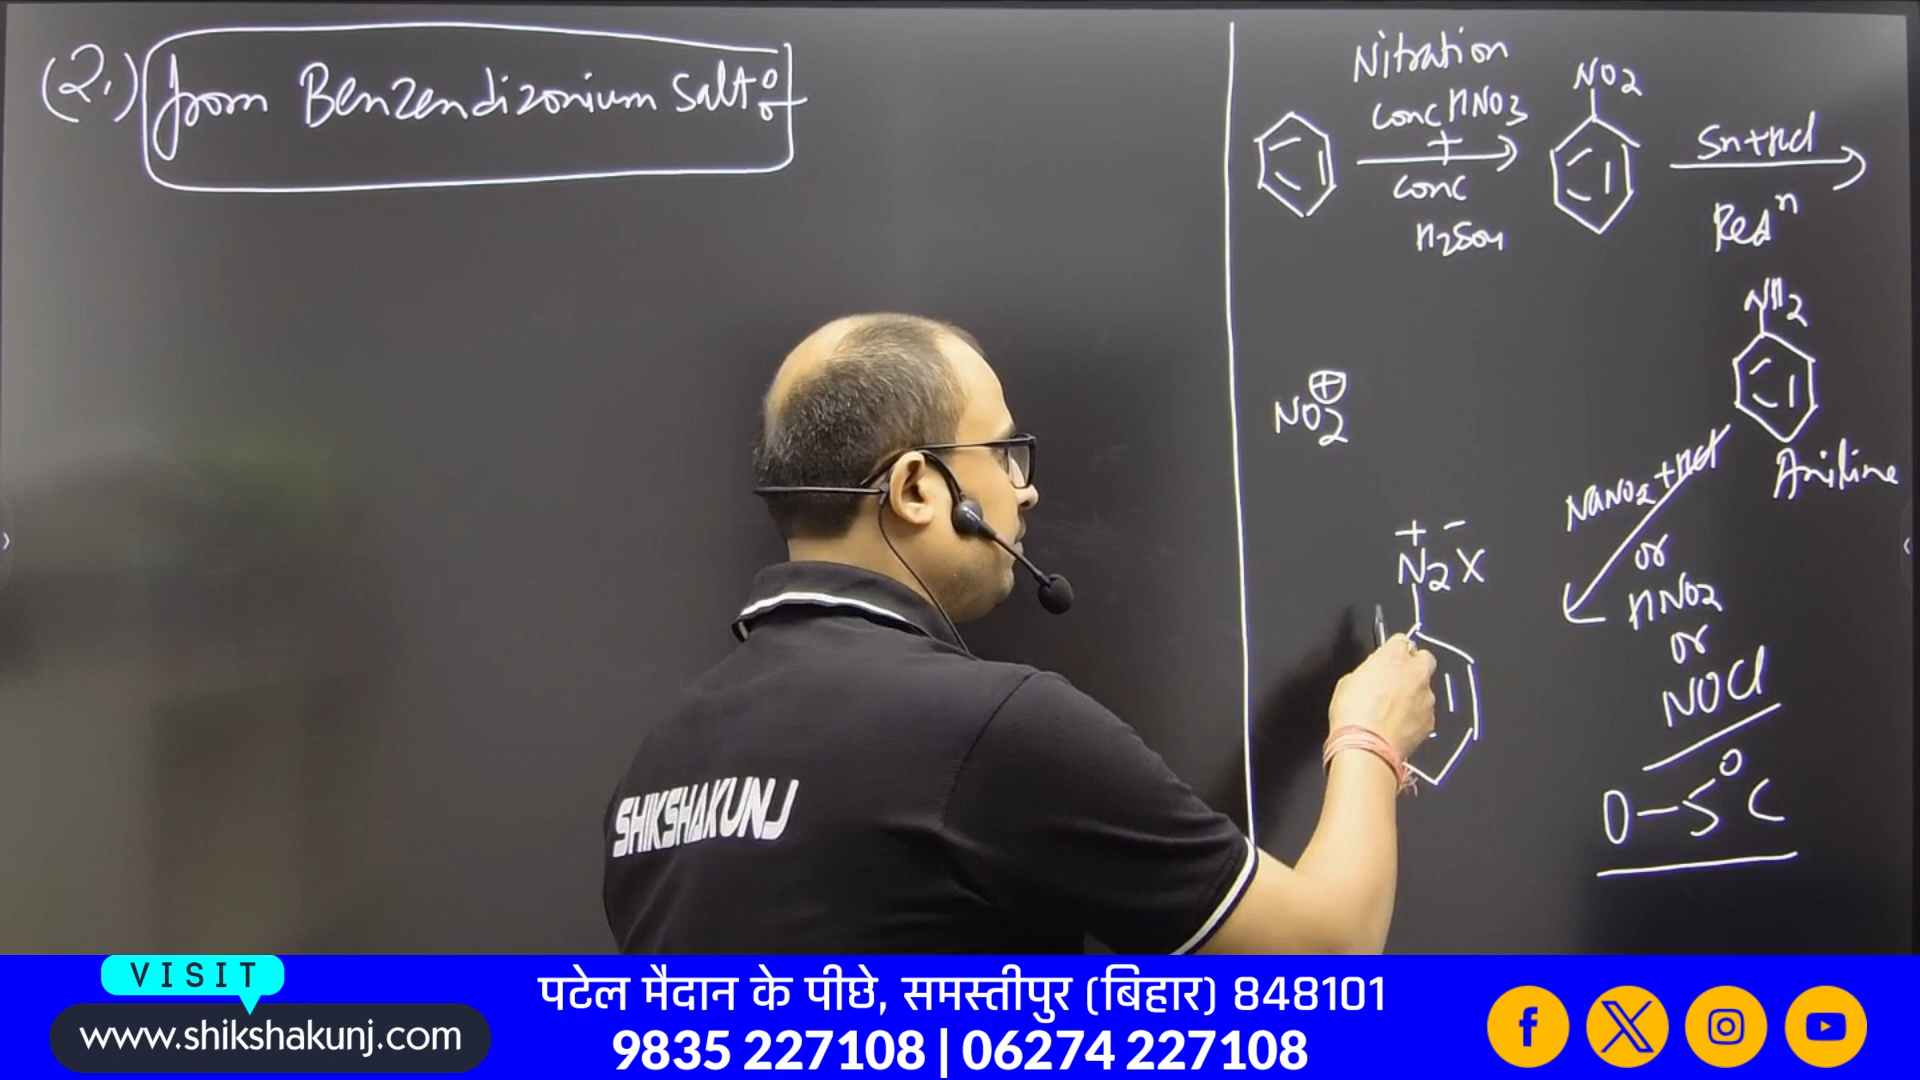 (2.) from Benzendizonium Salt:
Nitration
conc HNO3
+
conc
H2SO4
NO2
Sn+HCl
Redn
NH2
Aniline
NO2 +
NaNO2+HCl
or
HNO2
or
NOCl
0-5°C
+ -
N2X
SHIKSHAKUNJ
VISIT
www.shikshakunj.com
पटेल मैदान के पीछे, समस्तीपुर (बिहार) 848101
9835 227108 | 06274 227108